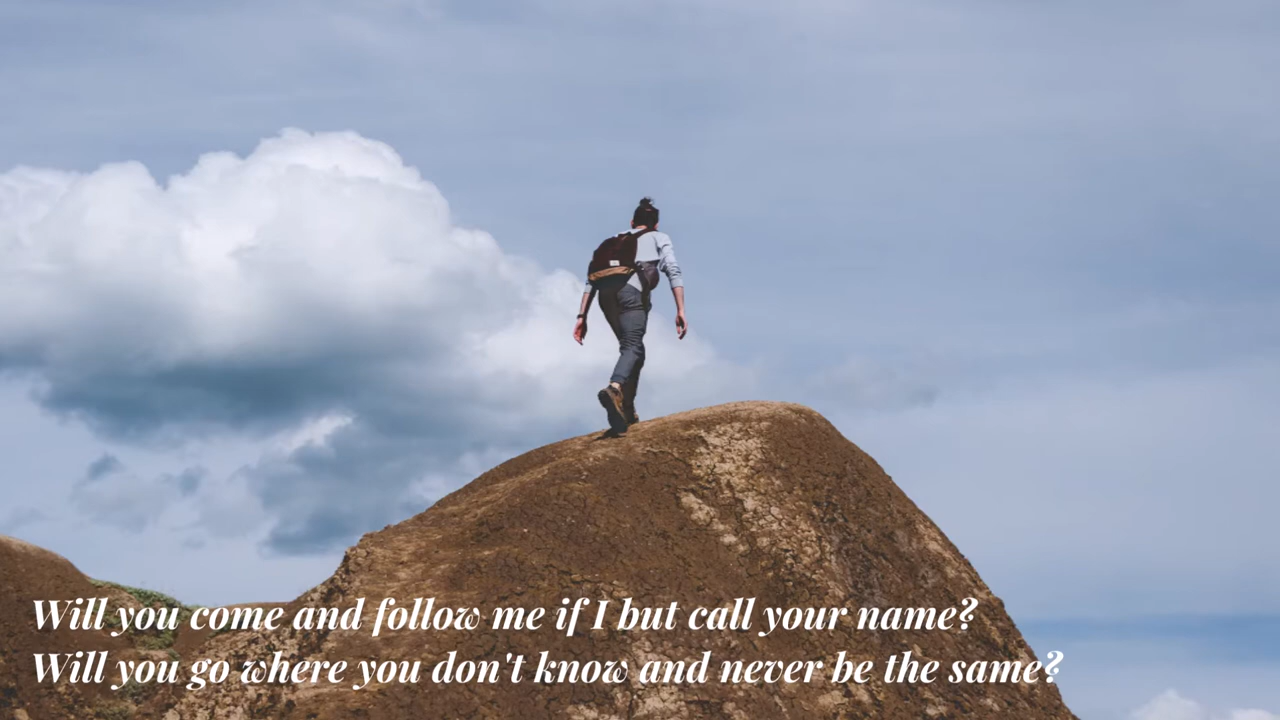 Will you come and follow me if I but call your name?
Will you go where you don't know and never be the same?